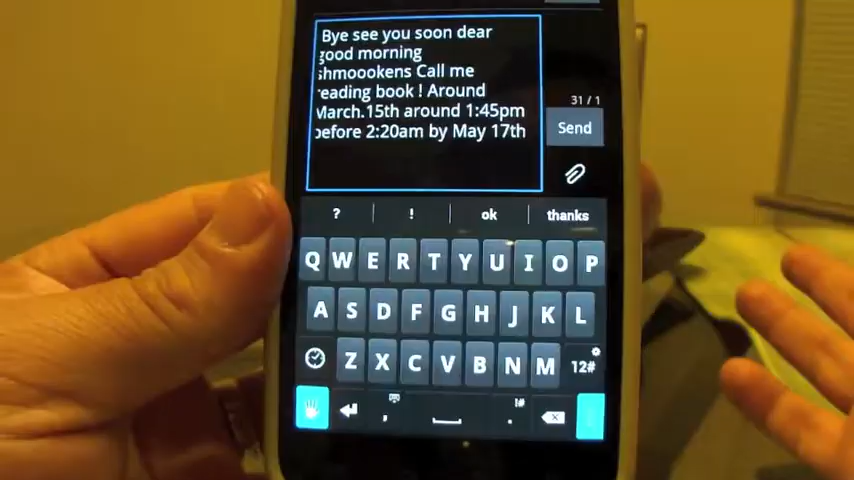 Bye see you soon dear
good morning
shmoookens Call me
reading book ! Around
March.15th around 1:45pm
before 2:20am by May 17th
31 / 1
Send
? ! ok thanks
Q W E R T Y U I O P
A S D F G H J K L
Z X C V B N M 12#
, . !#